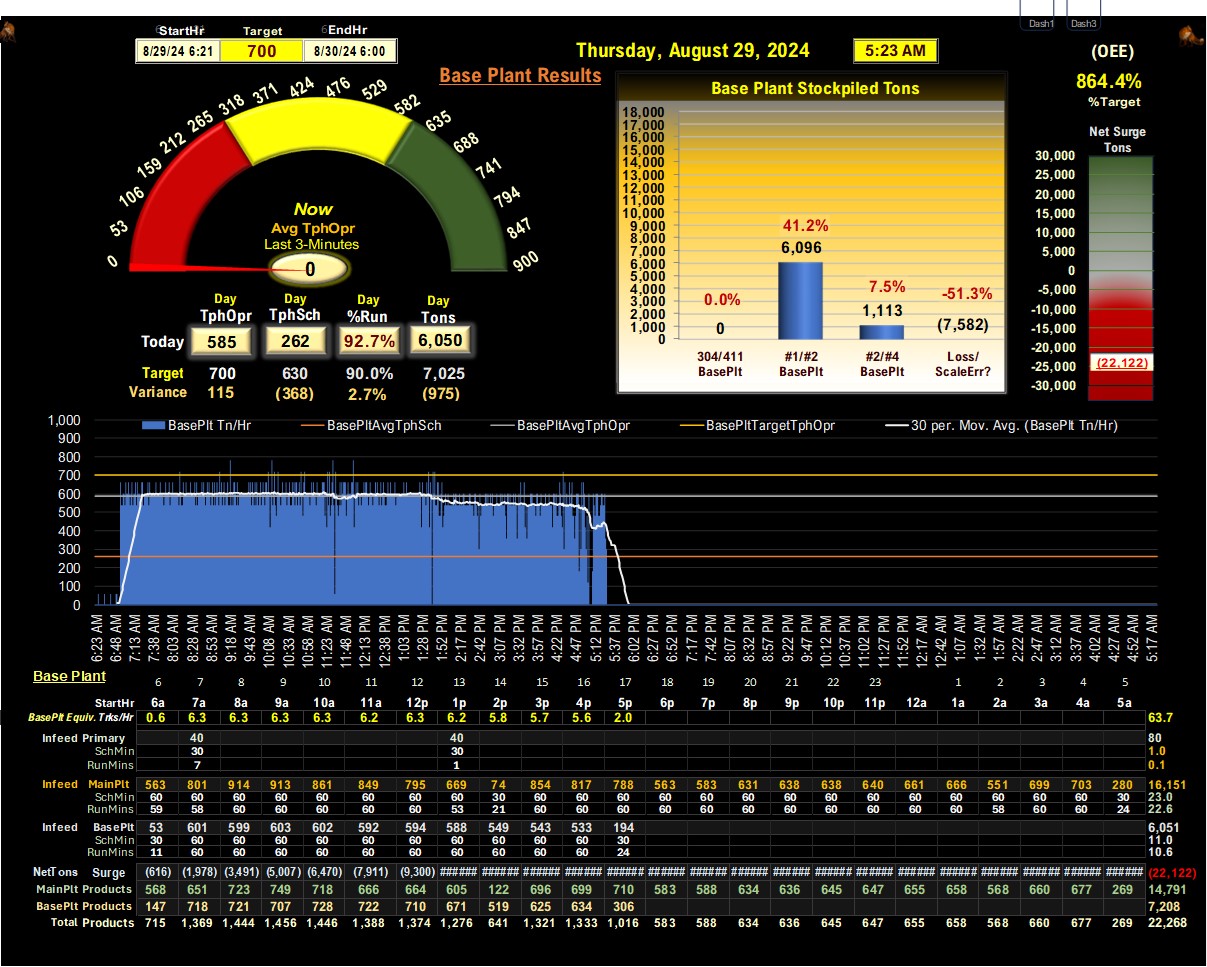 Dash1 Dash3
StartHr Target EndHr
8/29/24 6:21 700 8/30/24 6:00
Thursday, August 29, 2024 5:23 AM
Base Plant Results
(OEE)
864.4%
%Target
Net Surge
Tons
30,000
25,000
20,000
15,000
10,000
5,000
0
-5,000
-10,000
-15,000
-20,000
(22,122)
-25,000
-30,000
0 53 106 159 212 265 318 371 424 476 529 582 635 688 741 794 847 900
Now
Avg TphOpr
Last 3-Minutes
0
Base Plant Stockpiled Tons
18,000
17,000
16,000
15,000
14,000
13,000
12,000
11,000
10,000
9,000
8,000
7,000
6,000
5,000
4,000
3,000
2,000
1,000
0
0.0% 41.2% 7.5% -51.3%
0 6,096 1,113 (7,582)
304/411 #1/#2 #2/#4 Loss/
BasePlt BasePlt BasePlt ScaleErr?
Day Day Day Day
TphOpr TphSch %Run Tons
Today 585 262 92.7% 6,050
Target 700 630 90.0% 7,025
Variance 115 (368) 2.7% (975)
BasePlt Tn/Hr BasePltAvgTphSch BasePltAvgTphOpr BasePltTargetTphOpr 30 per. Mov. Avg. (BasePlt Tn/Hr)
1,000
900
800
700
600
500
400
300
200
100
0
6:23 AM 6:48 AM 7:13 AM 7:38 AM 8:03 AM 8:28 AM 8:53 AM 9:18 AM 9:43 AM 10:08 AM 10:33 AM 10:58 AM 11:23 AM 11:48 AM 12:13 PM 12:38 PM 1:03 PM 1:28 PM 1:53 PM 2:17 PM 2:42 PM 3:07 PM 3:32 PM 3:57 PM 4:22 PM 4:47 PM 5:12 PM 5:37 PM 6:02 PM 6:27 PM 6:52 PM 7:17 PM 7:42 PM 8:07 PM 8:32 PM 8:57 PM 9:22 PM 9:47 PM 10:12 PM 10:37 PM 11:02 PM 11:27 PM 11:52 PM 12:17 AM 12:42 AM 1:07 AM 1:32 AM 1:57 AM 2:22 AM 2:47 AM 3:12 AM 3:37 AM 4:02 AM 4:27 AM 4:52 AM 5:17 AM
Base Plant
6 7 8 9 10 11 12 13 14 15 16 17 18 19 20 21 22 23 1 2 3 4 5
StartHr 6a 7a 8a 9a 10a 11a 12p 1p 2p 3p 4p 5p 6p 7p 8p 9p 10p 11p 12a 1a 2a 3a 4a 5a
BasePlt Equiv. Trks/Hr 0.6 6.3 6.3 6.3 6.3 6.2 6.3 6.2 5.8 5.7 5.6 2.0 63.7
Infeed Primary 40 40 80
SchMin 30 30 1.0
RunMins 7 1 0.1
Infeed MainPlt 563 801 914 913 861 849 795 669 74 854 817 788 563 583 631 638 638 640 661 666 551 699 703 280 16,151
SchMin 60 60 60 60 60 60 60 60 30 60 60 60 60 60 60 60 60 60 60 60 60 60 60 30 23.0
RunMins 59 58 60 60 60 60 60 53 21 60 60 60 60 60 60 60 60 60 60 60 58 60 60 24 22.6
Infeed BasePlt 53 601 599 603 602 592 594 588 549 543 533 194 6,051
SchMin 30 60 60 60 60 60 60 60 60 60 60 30 11.0
RunMins 11 60 60 60 60 60 60 60 60 60 60 24 10.6
NetTons Surge (616) (1,978) (3,491) (5,007) (6,470) (7,911) (9,300) ###### ###### ###### ###### ###### ###### ###### ###### ###### ###### ###### ###### ###### ###### ###### ###### ###### (22,122)
MainPlt Products 568 651 723 749 718 666 664 605 122 696 699 710 583 588 634 636 645 647 655 658 568 660 677 269 14,791
BasePlt Products 147 718 721 707 728 722 710 671 519 625 634 306 7,208
Total Products 715 1,369 1,444 1,456 1,446 1,388 1,374 1,276 641 1,321 1,333 1,016 583 588 634 636 645 647 655 658 568 660 677 269 22,268